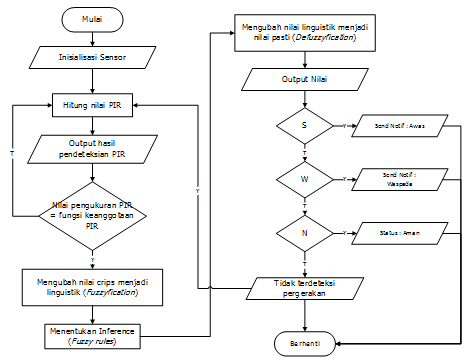 Mulai
Inisialisasi Sensor
Hitung nilai PIR
Output hasil
pendeteksian PIR
T
Nilai pengukuran PIR
= fungsi keanggotaan
PIR
Y
Mengubah nilai crips menjadi
linguistik (Fuzzyfication)
Menentukan Inference
(Fuzzy rules)
Y
Mengubah nilai linguistik menjadi
nilai pasti (Defuzzyfication)
Output Nilai
S
Y
Send Notif : Awas
T
W
Y
Send Notif :
Waspada
T
N
Y
Status : Aman
T
Tidak terdeteksi
pergerakan
Berhenti